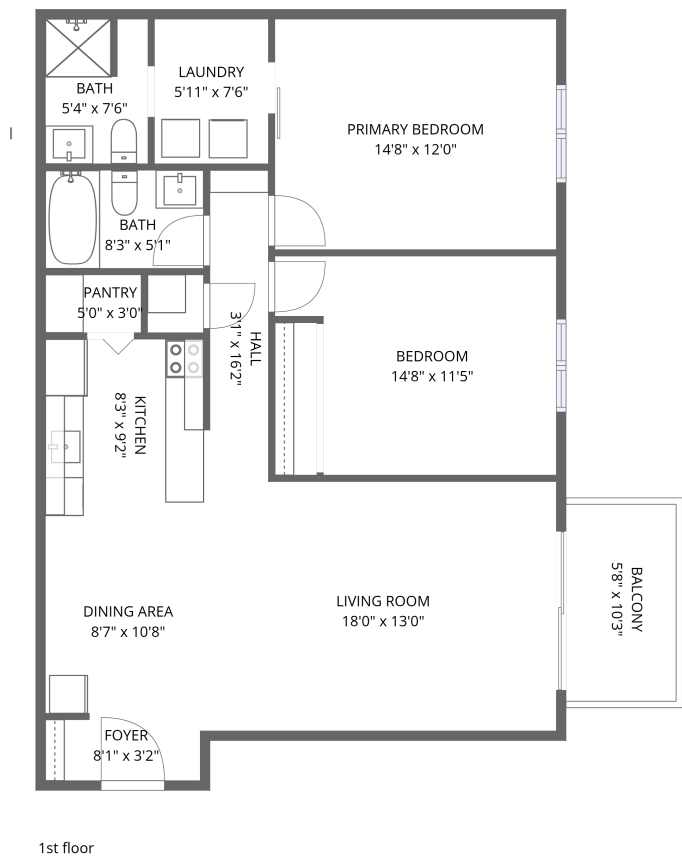 BATH
5'4" x 7'6"
LAUNDRY
5'11" x 7'6"
PRIMARY BEDROOM
14'8" x 12'0"
BATH
8'3" x 5'1"
PANTRY
5'0" x 3'0"
HALL
3'1" x 16'2"
BEDROOM
14'8" x 11'5"
KITCHEN
8'3" x 9'2"
DINING AREA
8'7" x 10'8"
LIVING ROOM
18'0" x 13'0"
BALCONY
5'8" x 10'3"
FOYER
8'1" x 3'2"
1st floor